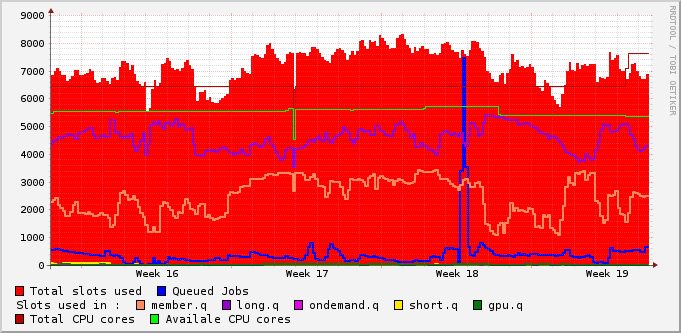 9000
8000
7000
6000
5000
4000
3000
2000
1000
0
Week 16 Week 17 Week 18 Week 19
Total slots used Queued Jobs
Slots used in : member.q long.q ondemand.q short.q gpu.q
Total CPU cores Availale CPU cores
RRDTOOL / TOBI OETIKER